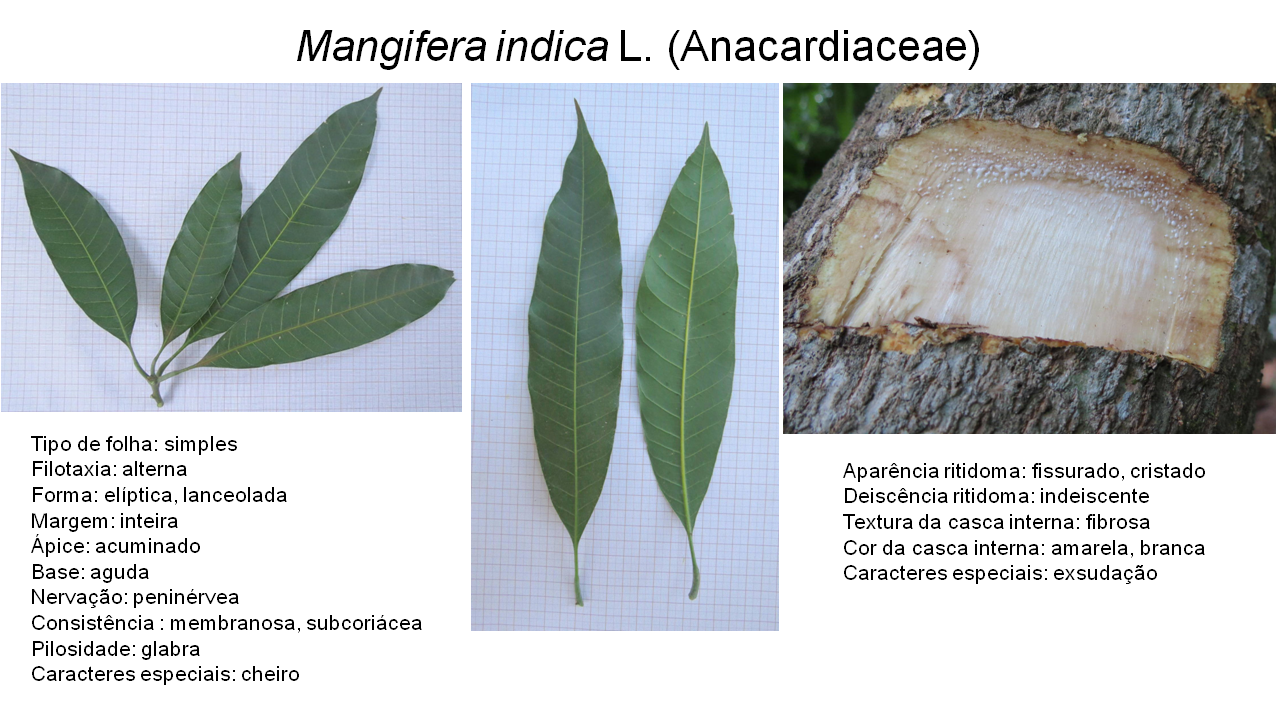 Mangifera indica L. (Anacardiaceae)
Tipo de folha: simples
Filotaxia: alterna
Forma: elíptica, lanceolada
Margem: inteira
Ápice: acuminado
Base: aguda
Nervação: peninérvea
Consistência : membranosa, subcoriácea
Pilosidade: glabra
Caracteres especiais: cheiro
Aparência ritidoma: fissurado, cristado
Deiscência ritidoma: indeiscente
Textura da casca interna: fibrosa
Cor da casca interna: amarela, branca
Caracteres especiais: exsudação